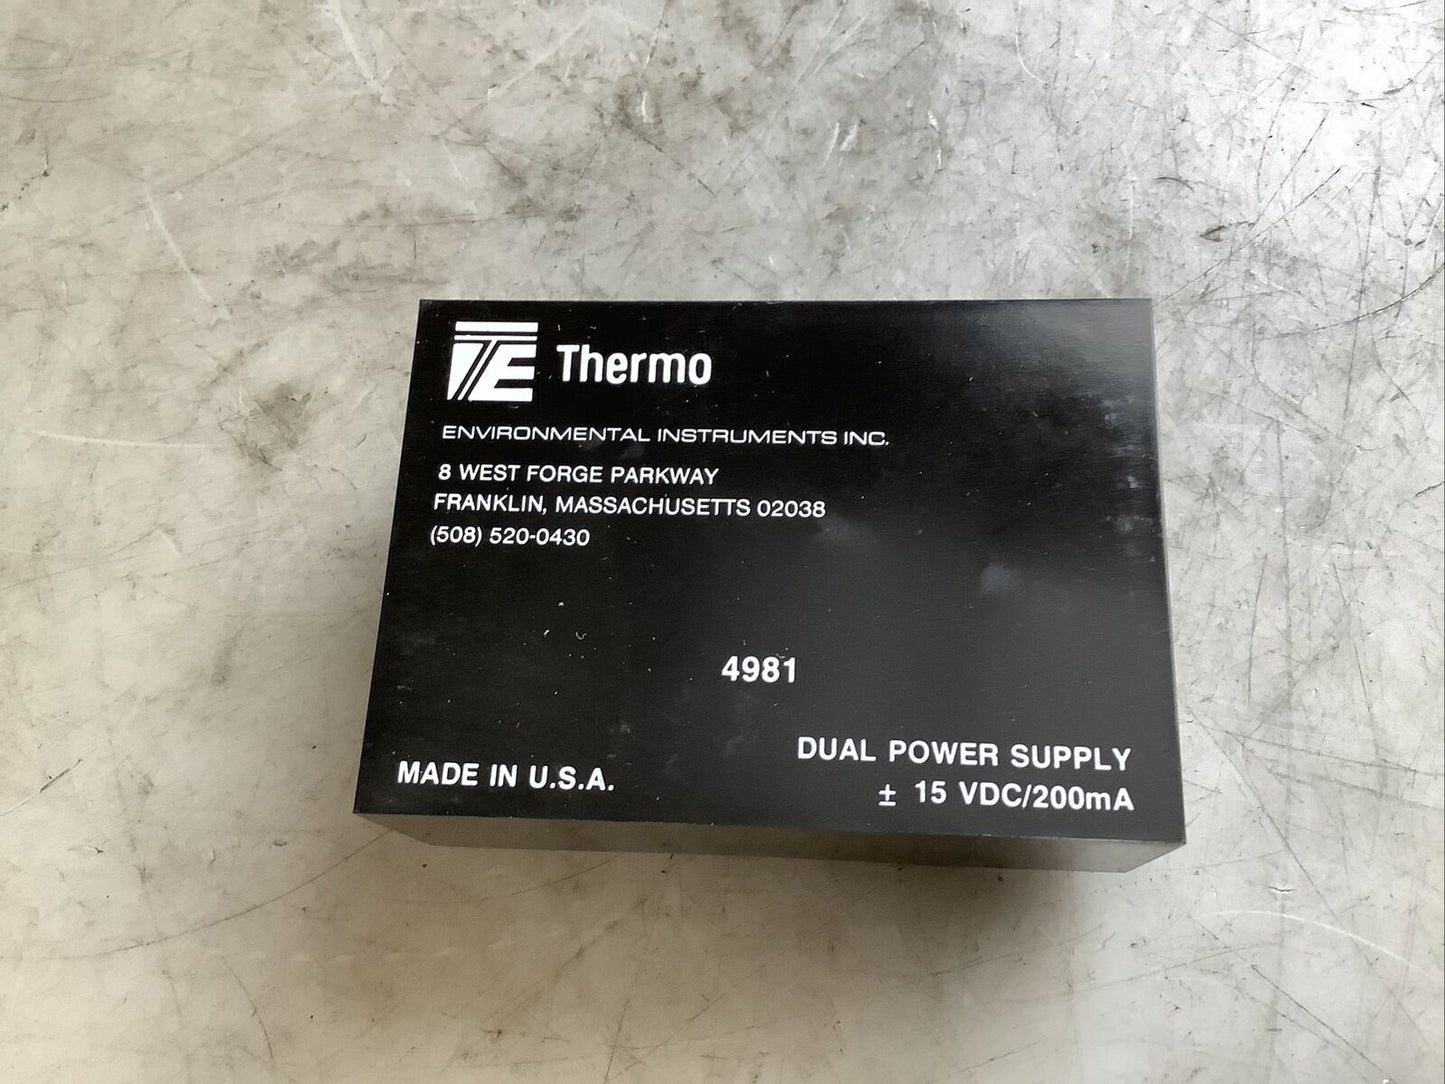 TE Thermo
ENVIRONMENTAL INSTRUMENTS INC.
8 WEST FORGE PARKWAY
FRANKLIN, MASSACHUSETTS 02038
(508) 520-0430
4981
DUAL POWER SUPPLY
MADE IN U.S.A.
± 15 VDC/200mA